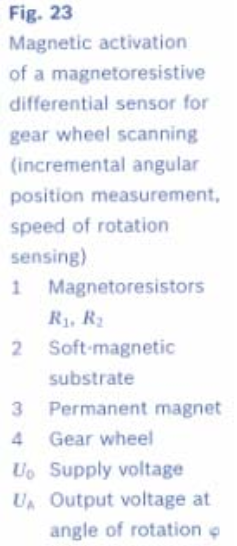 Fig. 23
Magnetic activation
of a magnetoresistive
differential sensor for
gear wheel scanning
(incremental angular
position measurement,
speed of rotation
sensing)
1 Magnetoresistors
R₁, R₂
2 Soft-magnetic
substrate
3 Permanent magnet
4 Gear wheel
U₀ Supply voltage
U_A Output voltage at
angle of rotation φ